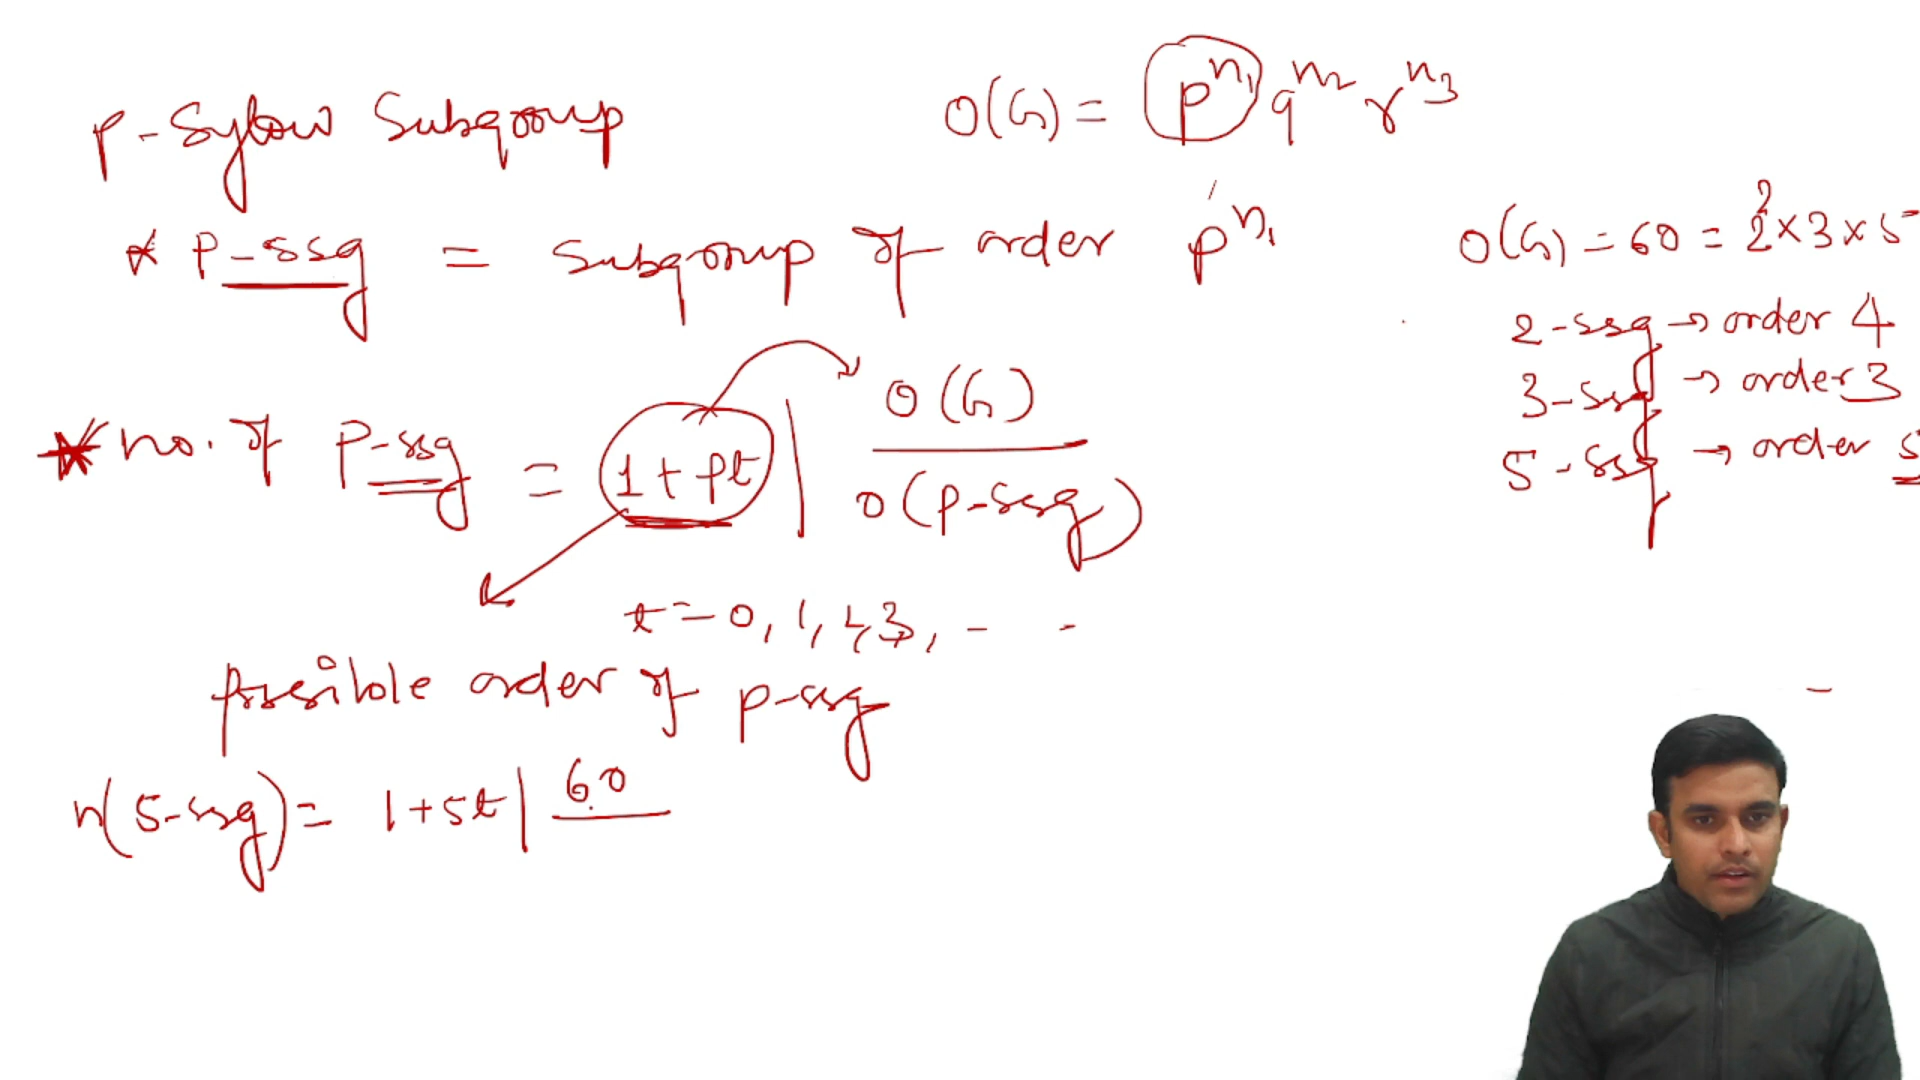 p-Sylow Subgroup
O(G) = p^n₁ q^n₂ r^n₃
* P-ssg = Subgroup of order p^n₁
O(G) = 60 = 2² × 3 × 5
2-ssg → order 4
3-ssg → order 3
5-ssg → order 5
* no. of P-ssg = 1 + pt | O(G) / O(P-ssg)
t = 0, 1, 2, 3, - -
possible order of p-ssg
n(5-ssg) = 1 + 5t | 60